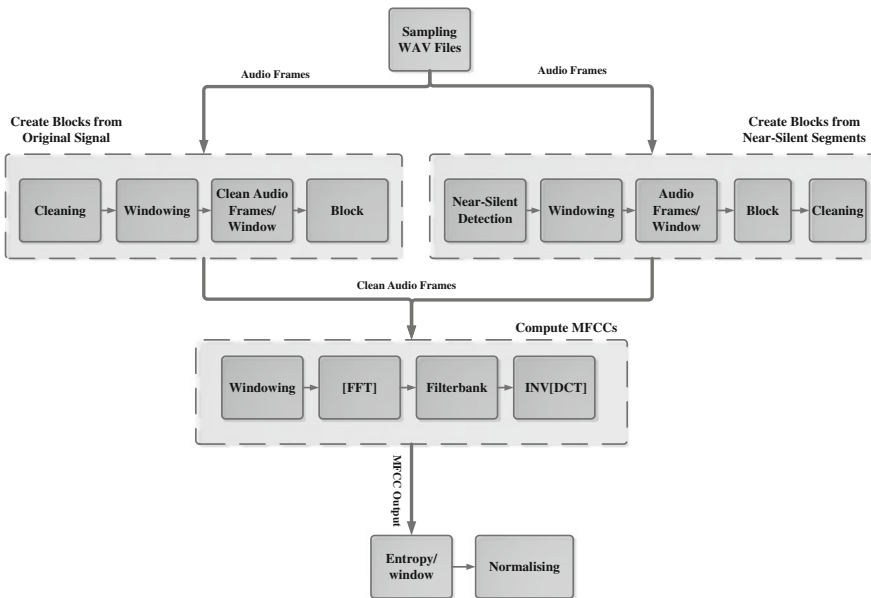 Sampling
WAV Files
Audio Frames
Audio Frames
Create Blocks from
Original Signal
Create Blocks from
Near-Silent Segments
Cleaning
Windowing
Clean Audio
Frames/
Window
Block
Near-Silent
Detection
Windowing
Audio
Frames/
Window
Block
Cleaning
Clean Audio Frames
Compute MFCCs
Windowing
[FFT]
Filterbank
INV[DCT]
MFCC Output
Entropy/
window
Normalising